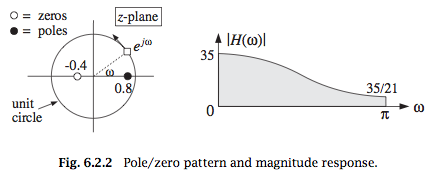 ○ = zeros
● = poles
z-plane
e^{jω}
-0.4
ω
0.8
unit
circle
|H(ω)|
35
35/21
0
π
ω
Fig. 6.2.2 Pole/zero pattern and magnitude response.